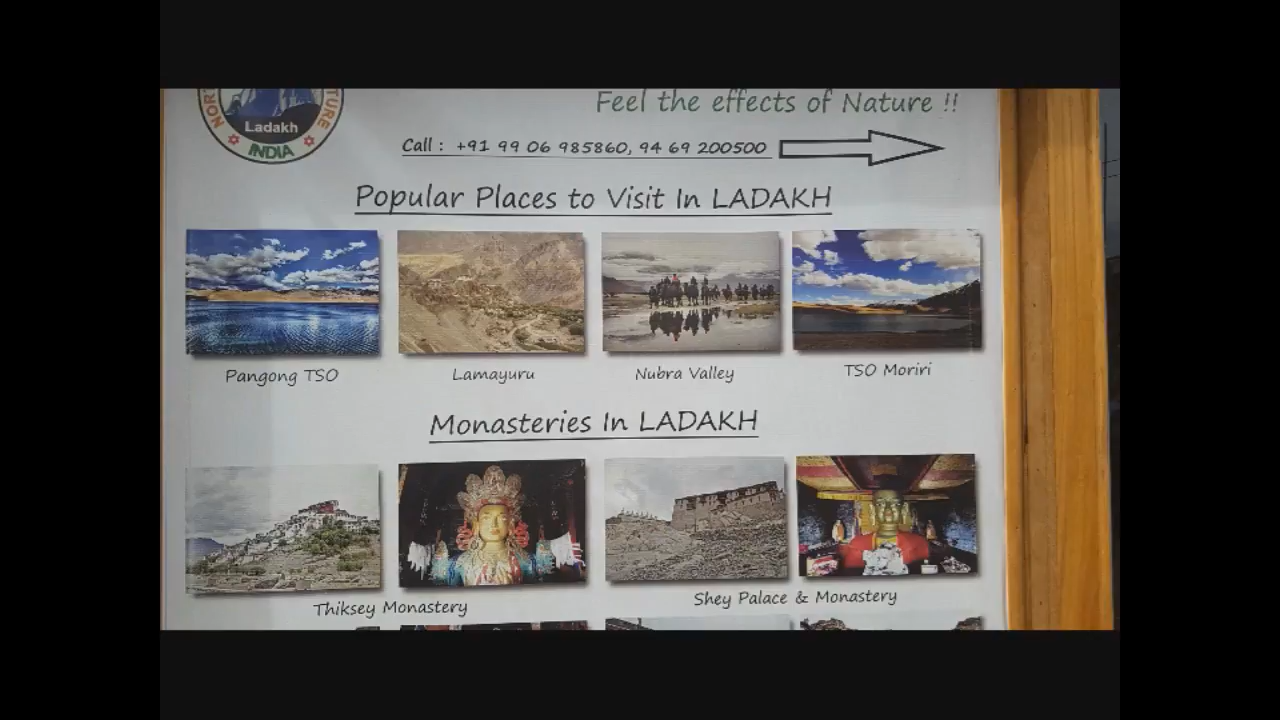 Feel the effects of Nature !!
Ladakh
INDIA
Call : +91 99 06 985860, 94 69 200500
Popular Places to Visit In LADAKH
Pangong TSO
Lamayuru
Nubra Valley
TSO Moriri
Monasteries In LADAKH
Thiksey Monastery
Shey Palace & Monastery